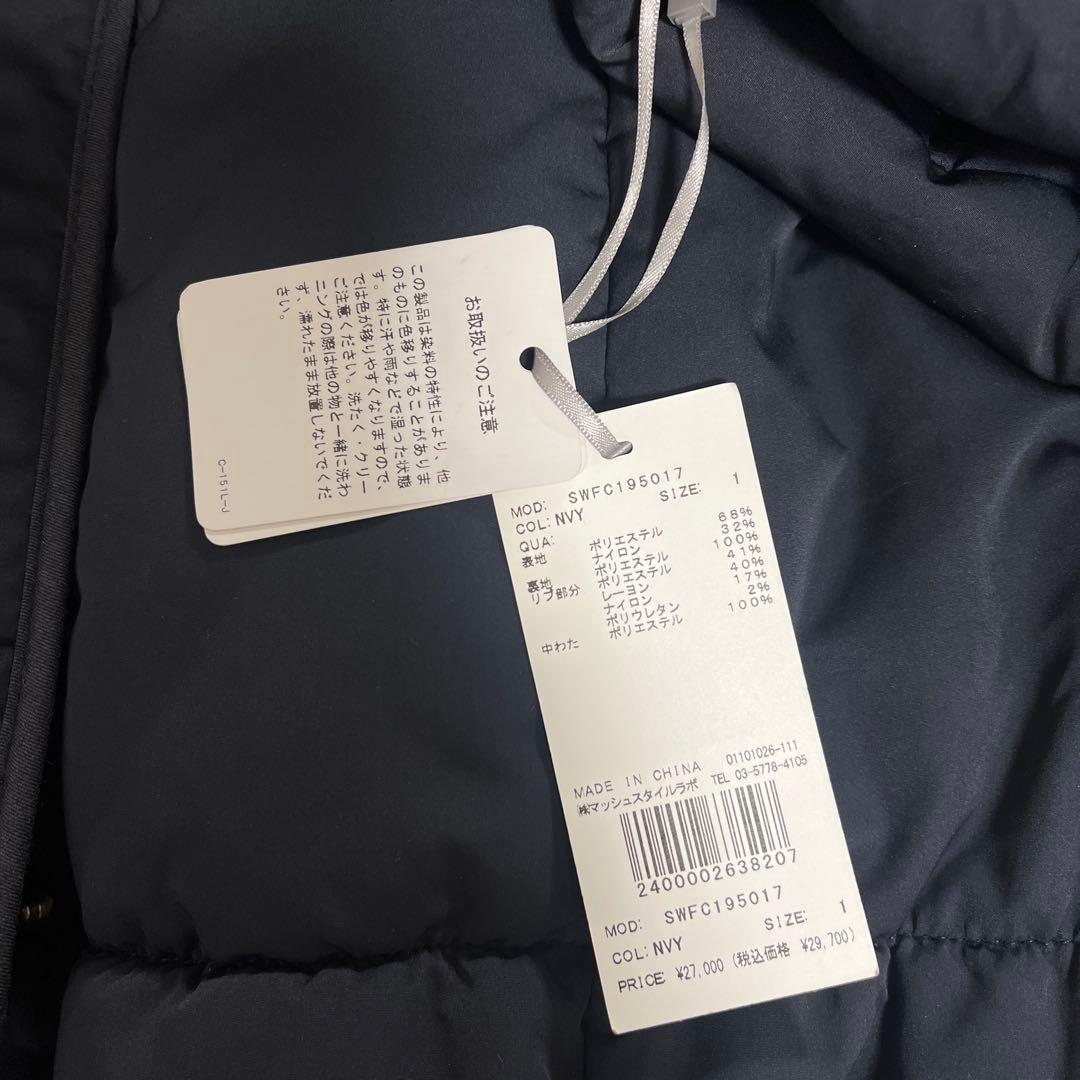 お取扱いのご注意
この製品は染料の特性により、他
のものに色移りすることがありま
す。特に汗や雨などで湿った状態
では色が移りやすくなりますので、
ご注意ください。洗たく・クリー
ニングの際は他の物と一緒に洗わ
ず、濡れたまま放置しないでくだ
さい。
C-151L-J
MOD: SWFC195017
COL: NVY SIZE: 1
QUA:
表地 ポリエステル 68%
ナイロン 32%
裏地 ポリエステル 100%
リブ部分 ポリエステル 41%
レーヨン 40%
ナイロン 17%
ポリウレタン 2%
中わた ポリエステル 100%
01101026-111
MADE IN CHINA TEL 03-5778-4105
㈱マッシュスタイルラボ
2400002638207
MOD: SWFC195017
COL: NVY SIZE: 1
PRICE: ¥27,000 (税込価格 ¥29,700)